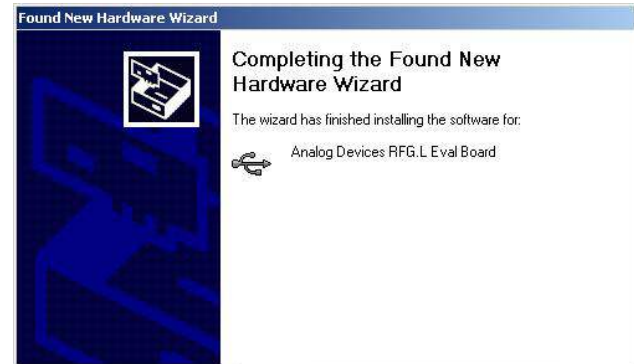 Found New Hardware Wizard
Completing the Found New
Hardware Wizard
The wizard has finished installing the software for:
Analog Devices RFG.L Eval Board